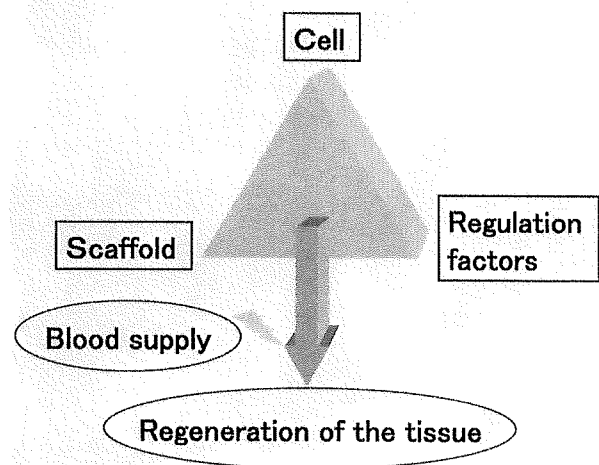 Cell
Scaffold
Regulation
factors
Blood supply
Regeneration of the tissue